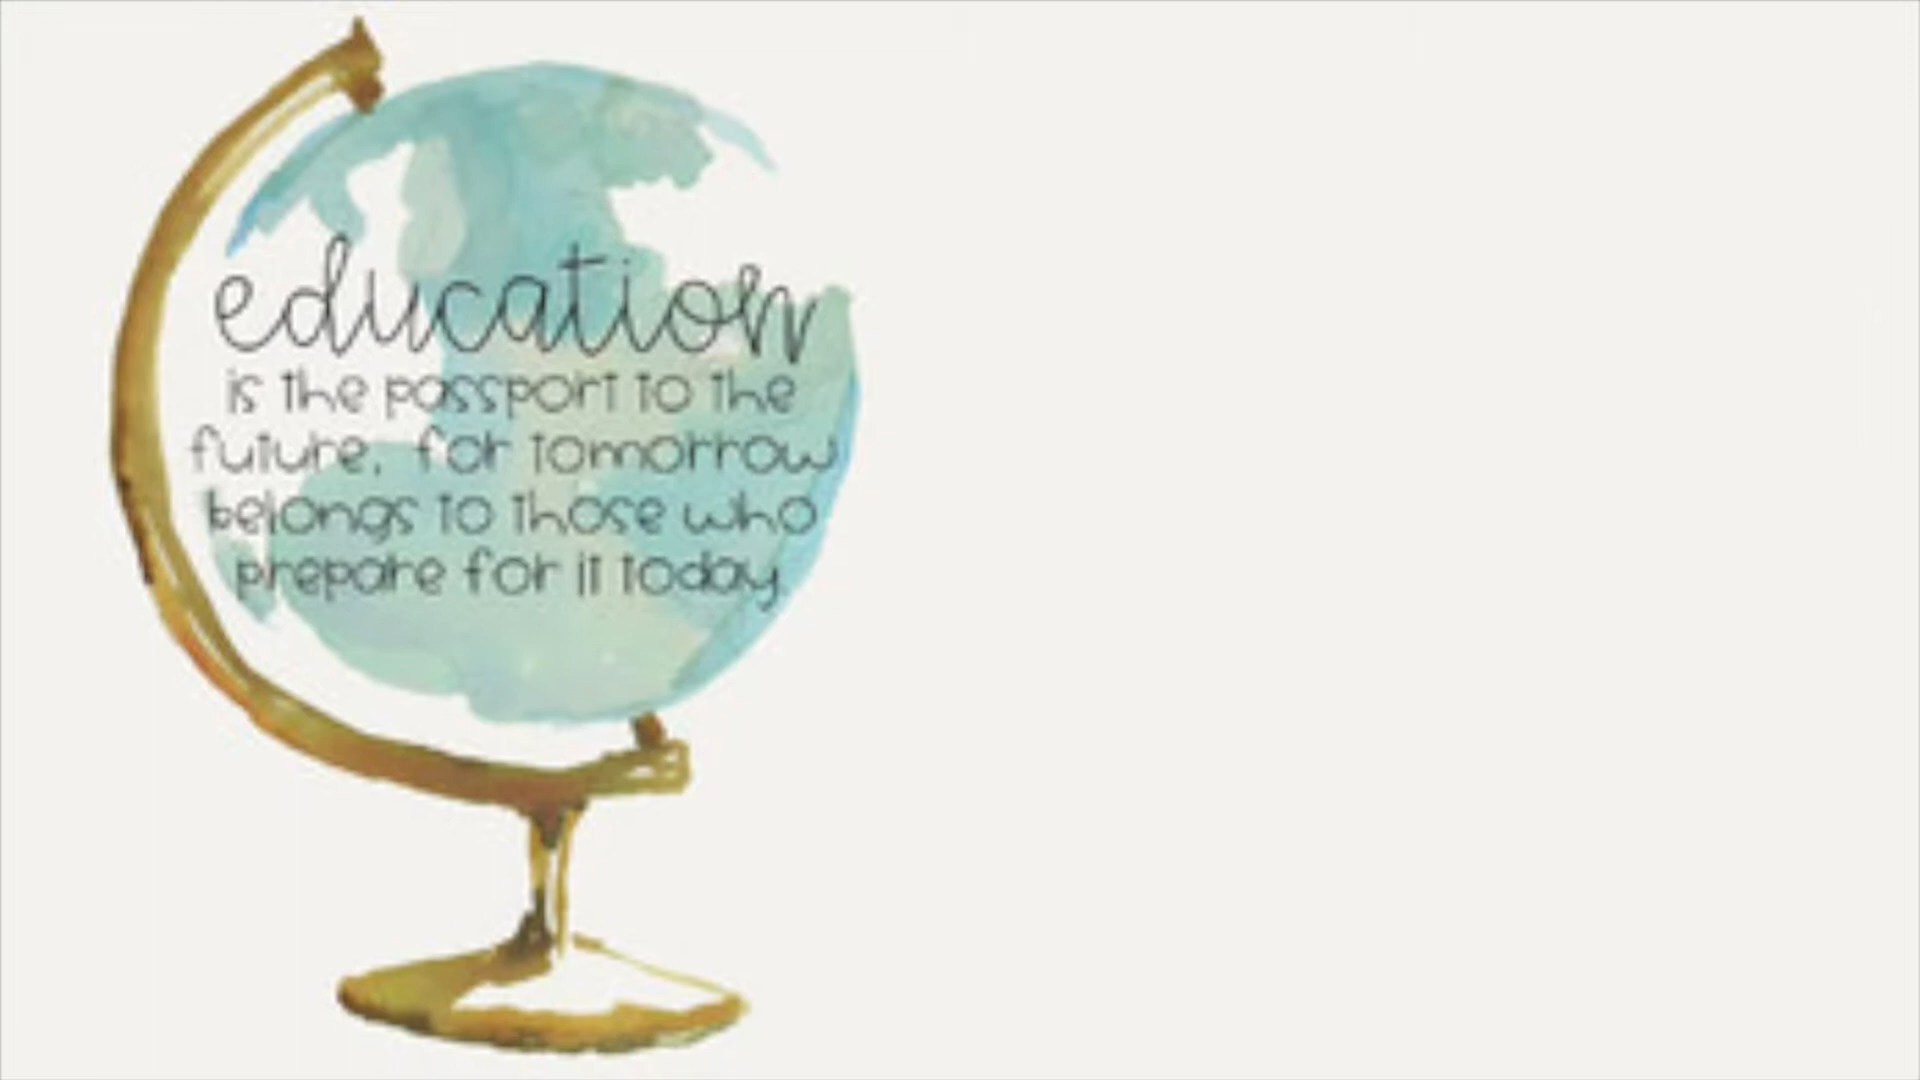 education
is the passport to the
future, for tomorrow
belongs to those who
prepare for it today